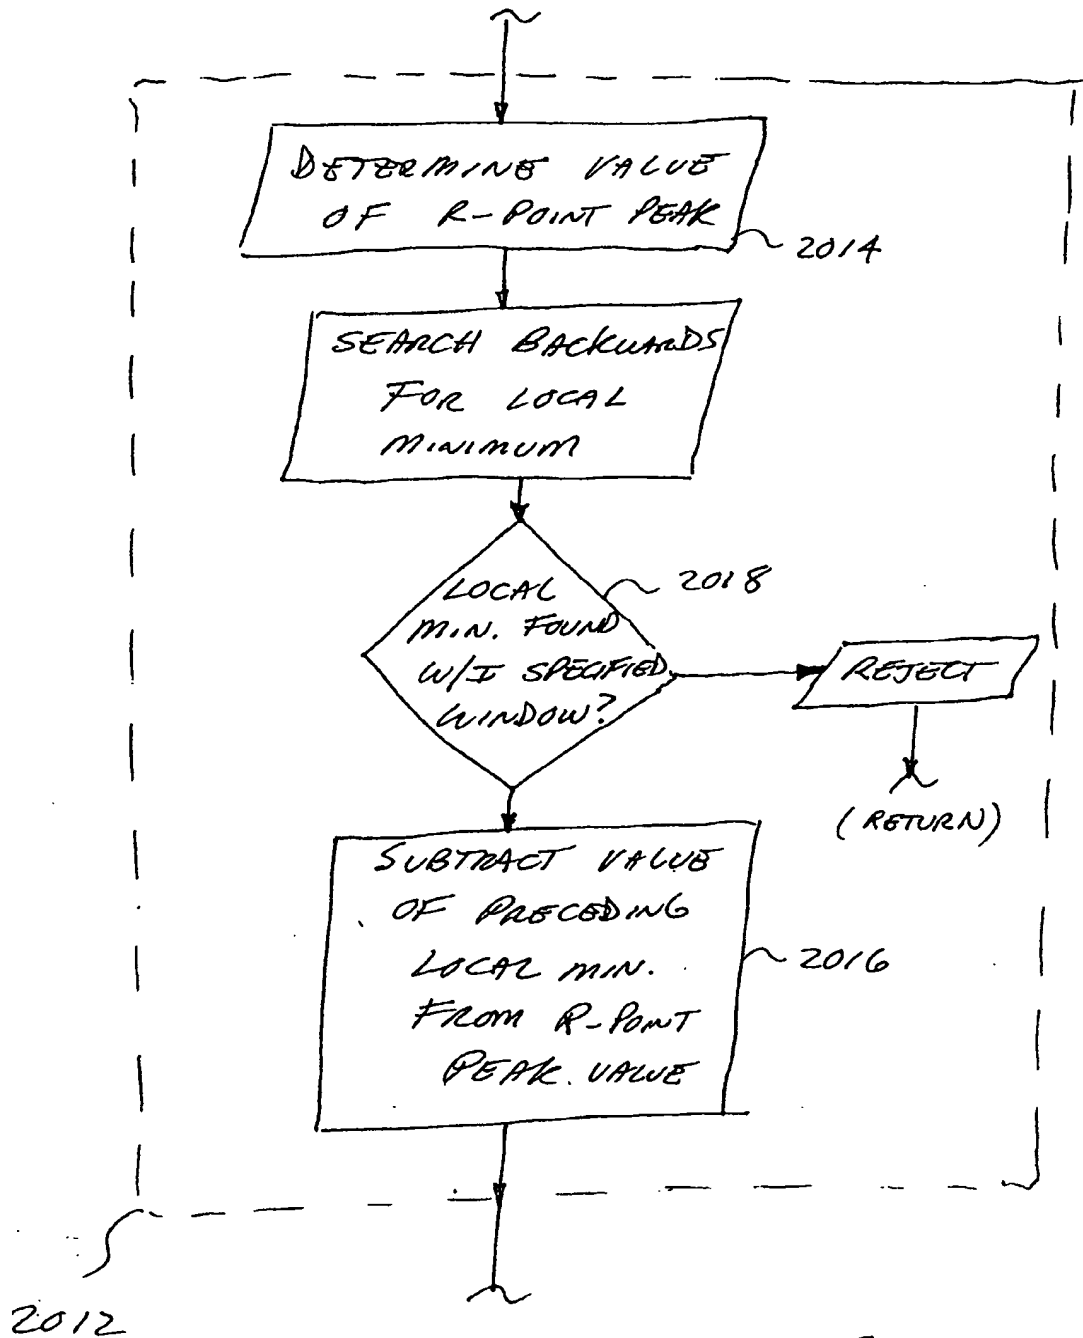 DETERMINE VALUE
OF R-POINT PEAK
2014
SEARCH BACKWARDS
FOR LOCAL
MINIMUM
2018
LOCAL
MIN. FOUND
W/I SPECIFIED
WINDOW?
REJECT
(RETURN)
SUBTRACT VALUE
OF PRECEDING
LOCAL MIN.
FROM R-POINT
PEAK VALUE
2016
2012